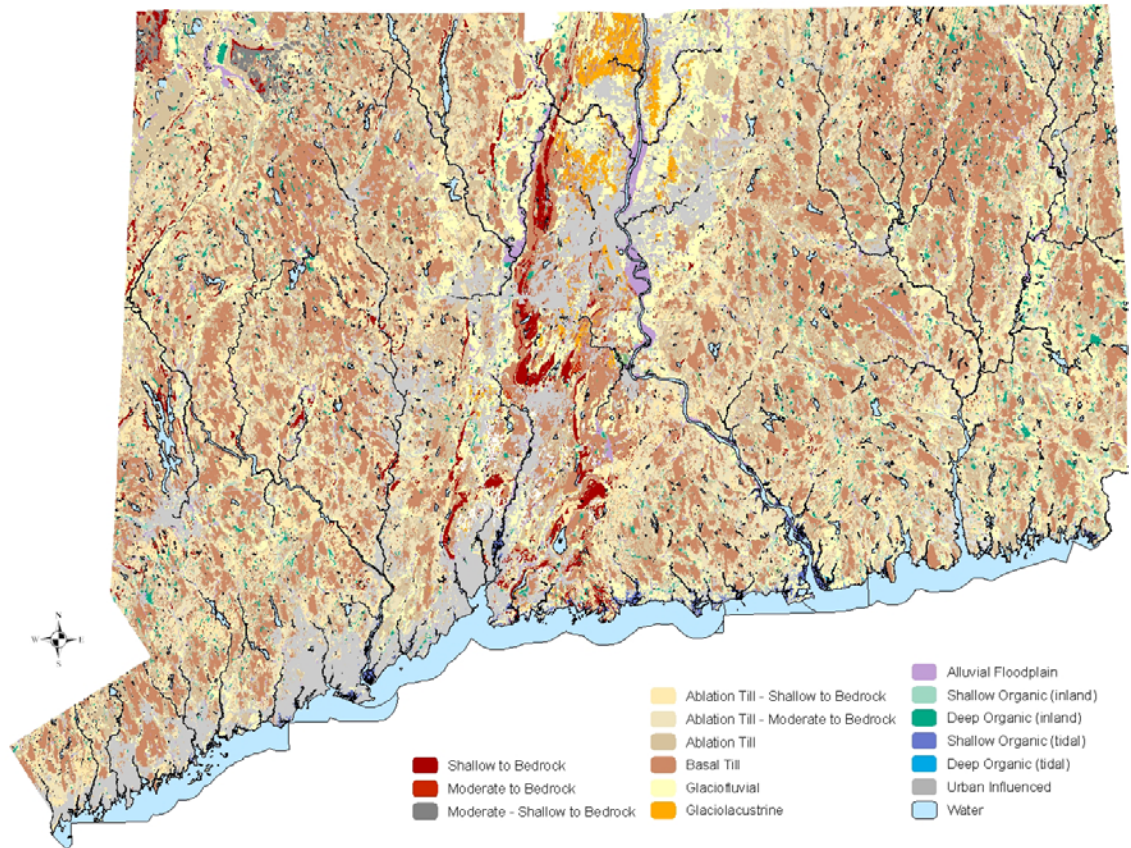 N
W E
S
Shallow to Bedrock
Moderate to Bedrock
Moderate - Shallow to Bedrock
Ablation Till - Shallow to Bedrock
Ablation Till - Moderate to Bedrock
Ablation Till
Basal Till
Glaciofluvial
Glaciolacustrine
Alluvial Floodplain
Shallow Organic (inland)
Deep Organic (inland)
Shallow Organic (tidal)
Deep Organic (tidal)
Urban Influenced
Water